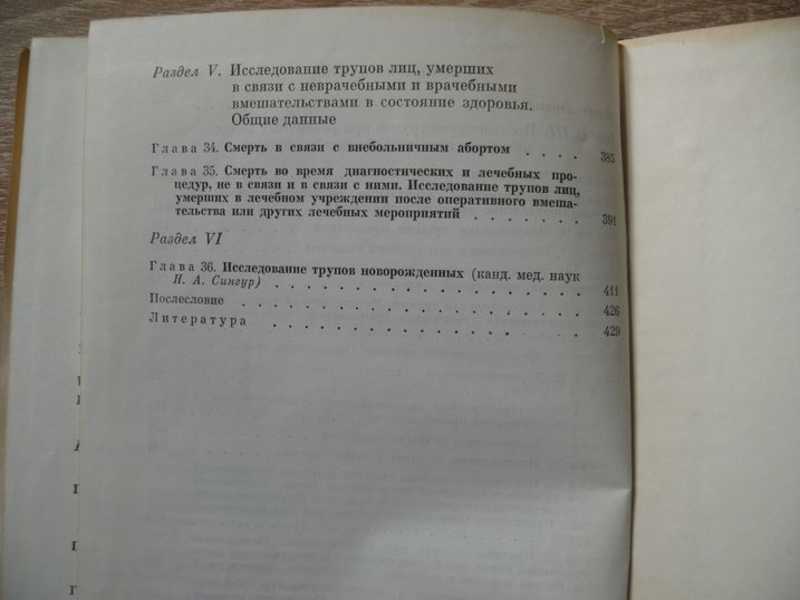 Раздел V. Исследование трупов лиц, умерших
в связи с неврачебными и врачебными
вмешательствами в состояние здоровья.
Общие данные
Глава 34. Смерть в связи с внебольничным абортом . . . . 385
Глава 35. Смерть во время диагностических и лечебных про-
цедур, не в связи и в связи с ними. Исследование трупов лиц,
умерших в лечебном учреждении после оперативного вмеша-
тельства или других лечебных мероприятий . . . . . . . 391
Раздел VI
Глава 36. Исследование трупов новорожденных (канд. мед. наук
Н. А. Сингур) . . . . . . . . . . . . . . . . 411
Послесловие . . . . . . . . . . . . . . . . . 426
Литература . . . . . . . . . . . . . . . . 429